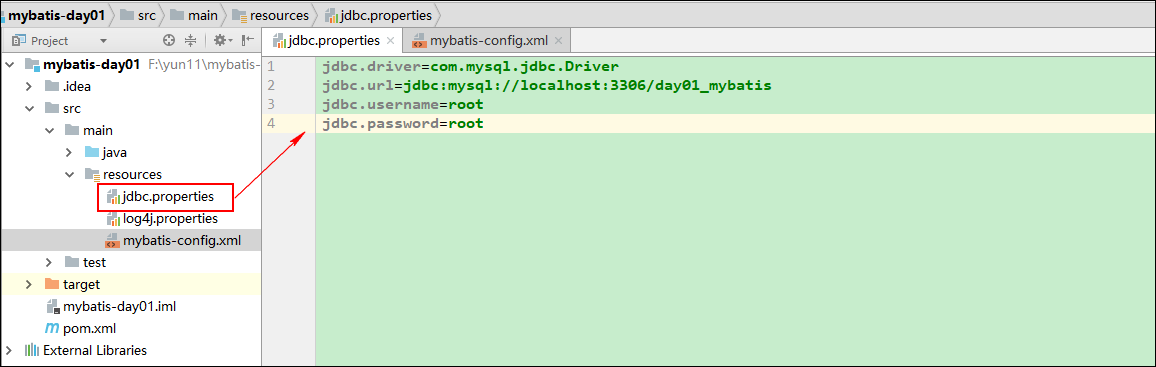 mybatis-day01 src main resources jdbc.properties
Project
jdbc.properties mybatis-config.xml
mybatis-day01 F:\yun11\mybatis-
.idea
src
main
java
resources
jdbc.properties
log4j.properties
mybatis-config.xml
test
target
mybatis-day01.iml
pom.xml
External Libraries
1 jdbc.driver=com.mysql.jdbc.Driver
2 jdbc.url=jdbc:mysql://localhost:3306/day01_mybatis
3 jdbc.username=root
4 jdbc.password=root